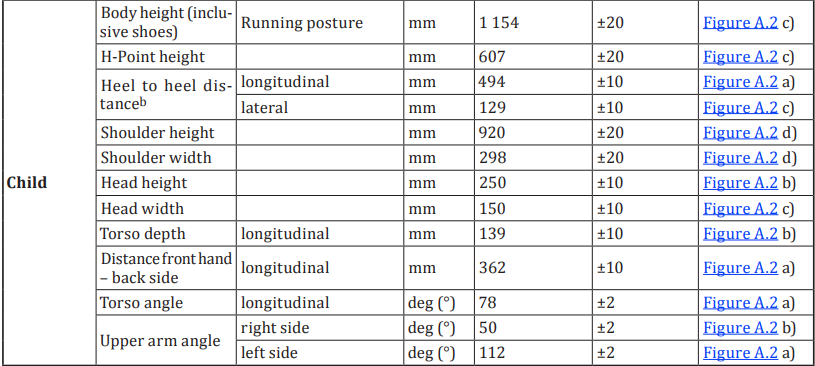 Child
Body height (inclu-
sive shoes) Running posture mm 1 154 ±20 Figure A.2 c)
H-Point height mm 607 ±20 Figure A.2 c)
Heel to heel dis-
tanceb
longitudinal mm 494 ±10 Figure A.2 a)
lateral mm 129 ±10 Figure A.2 c)
Shoulder height mm 920 ±20 Figure A.2 d)
Shoulder width mm 298 ±20 Figure A.2 d)
Head height mm 250 ±10 Figure A.2 b)
Head width mm 150 ±10 Figure A.2 c)
Torso depth longitudinal mm 139 ±10 Figure A.2 b)
Distance front hand
– back side longitudinal mm 362 ±10 Figure A.2 a)
Torso angle longitudinal deg (°) 78 ±2 Figure A.2 a)
Upper arm angle
right side deg (°) 50 ±2 Figure A.2 b)
left side deg (°) 112 ±2 Figure A.2 a)